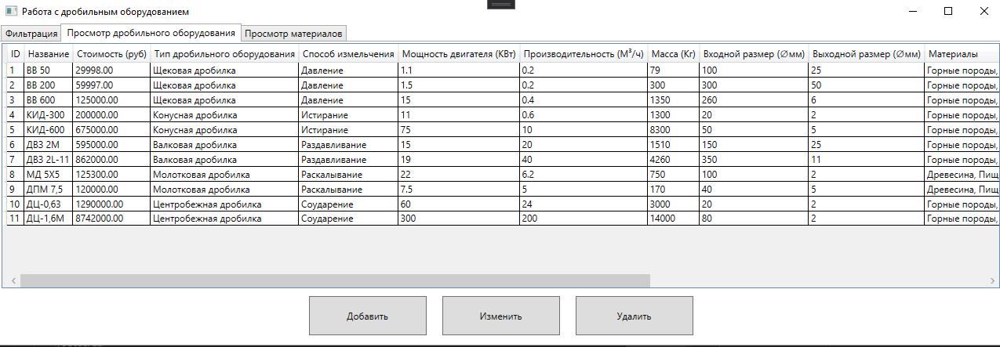 Работа с дробильным оборудованием
Фильтрация Просмотр дробильного оборудования Просмотр материалов
ID Название Стоимость (руб) Тип дробильного оборудования Способ измельчения Мощность двигателя (КВт) Производительность (М³/ч) Масса (Кг) Входной размер (∅мм) Выходной размер (∅мм) Материалы
1 ВВ 50 29998.00 Щековая дробилка Давление 1.1 0.2 79 100 25 Горные породы,
2 ВВ 200 59997.00 Щековая дробилка Давление 1.5 0.2 300 300 50 Горные породы,
3 ВВ 600 125000.00 Щековая дробилка Давление 15 0.4 1350 260 6 Горные породы,
4 КИД-300 200000.00 Конусная дробилка Истирание 11 0.6 1300 20 2 Горные породы,
5 КИД-600 675000.00 Конусная дробилка Истирание 75 10 8300 50 5 Горные породы,
6 ДВЗ 2М 595000.00 Валковая дробилка Раздавливание 15 20 1510 150 25 Горные породы,
7 ДВЗ 2L-11 862000.00 Валковая дробилка Раздавливание 19 40 4260 350 11 Горные породы,
8 МД 5Х5 125300.00 Молотковая дробилка Раскалывание 22 6.2 750 100 2 Древесина, Пищ
9 ДПМ 7,5 120000.00 Молотковая дробилка Раскалывание 7.5 5 170 40 5 Древесина, Пищ
10 ДЦ-0,63 1290000.00 Центробежная дробилка Соударение 60 24 3000 20 2 Горные породы,
11 ДЦ-1,6М 8742000.00 Центробежная дробилка Соударение 300 200 14000 80 2 Горные породы,
Добавить Изменить Удалить